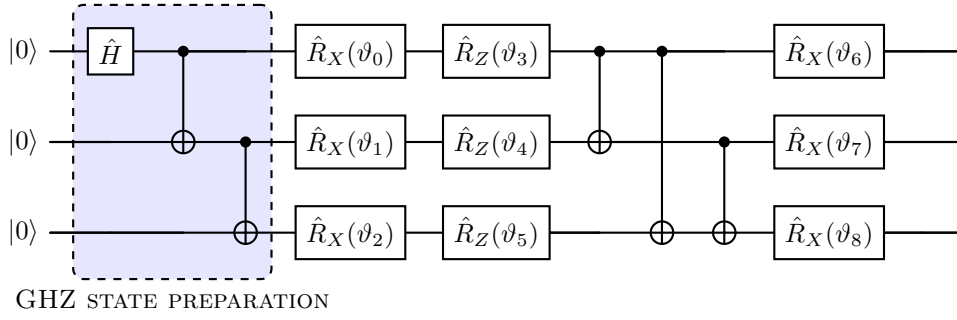 |0⟩ Ĥ R̂_X(ϑ_0) R̂_Z(ϑ_3) R̂_X(ϑ_6)
|0⟩ R̂_X(ϑ_1) R̂_Z(ϑ_4) R̂_X(ϑ_7)
|0⟩ R̂_X(ϑ_2) R̂_Z(ϑ_5) R̂_X(ϑ_8)
GHZ STATE PREPARATION